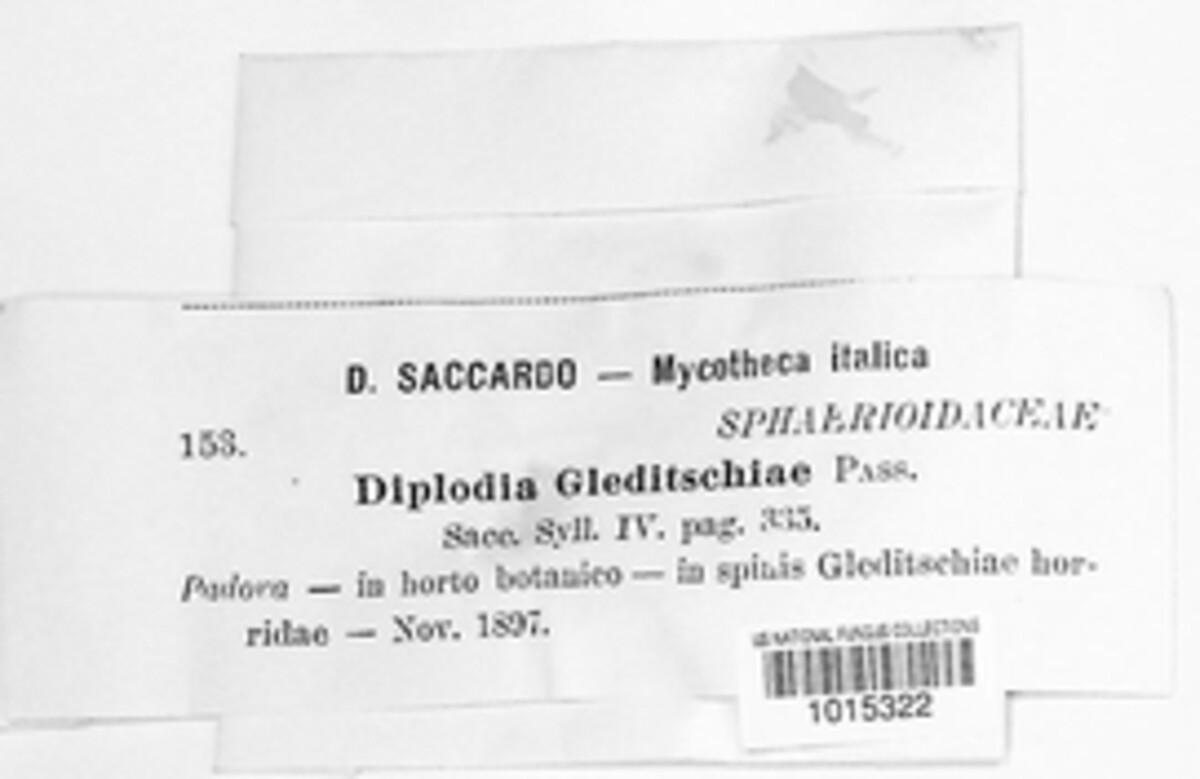 D. SACCARDO — Mycotheca italica
SPHAERIOIDACEAE
153.
Diplodia Gleditschiae Pass.
Sacc. Syll. IV. pag. 335.
Padova — in horto botanico — in spinis Gleditschiae hor-
ridae — Nov. 1897.
US NATIONAL FUNGUS COLLECTIONS
1015322